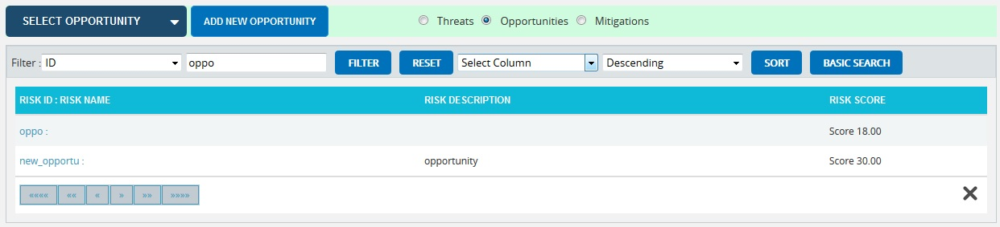 SELECT OPPORTUNITY ADD NEW OPPORTUNITY Threats Opportunities Mitigations
Filter : ID oppo FILTER RESET Select Column Descending SORT BASIC SEARCH
RISK ID : RISK NAME RISK DESCRIPTION RISK SCORE
oppo : Score 18.00
new_opportu : opportunity Score 30.00
«««« «« « » »» »»»»